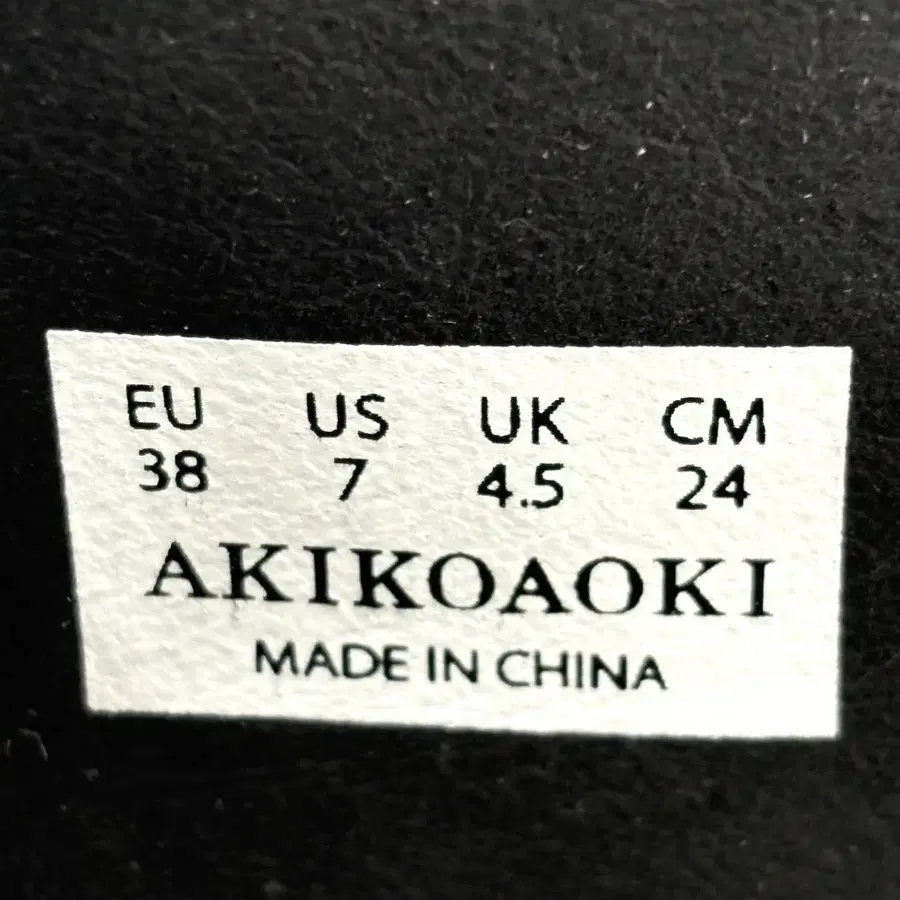 EU US UK CM
38 7 4.5 24
AKIKOAOKI
MADE IN CHINA